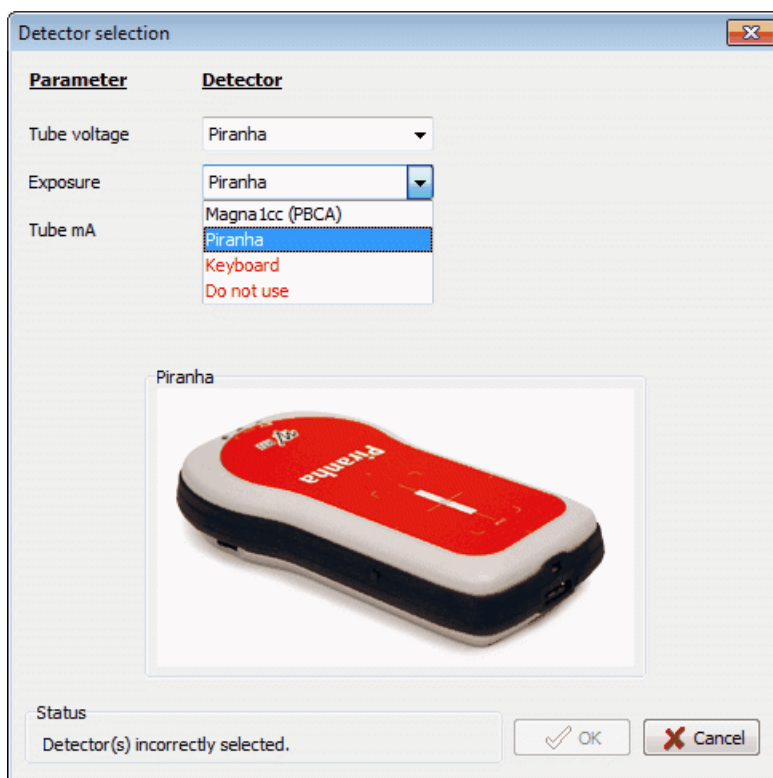 Detector selection
Parameter Detector
Tube voltage Piranha
Exposure Piranha
Magna1cc (PBCA)
Tube mA
Piranha
Keyboard
Do not use
Piranha
Piranha
Status
Detector(s) incorrectly selected.
OK Cancel